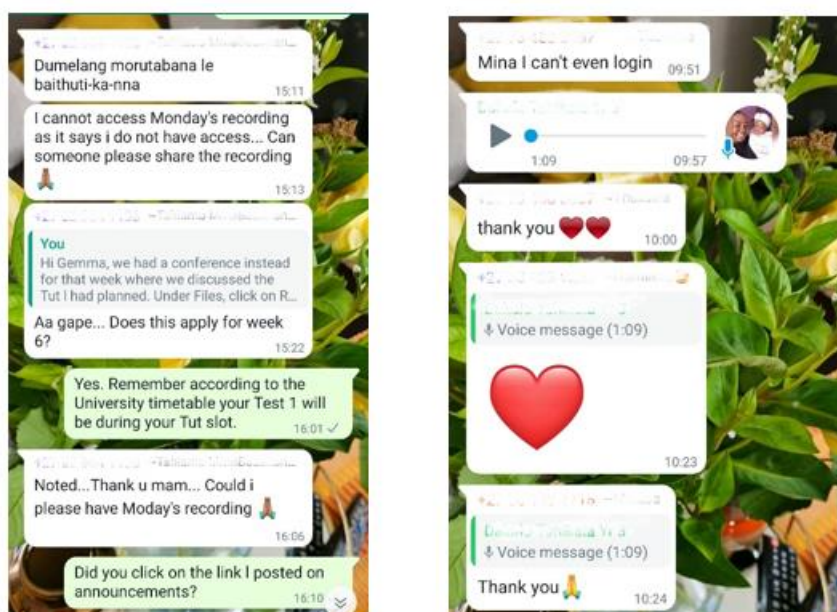 Dumelang morutabana le
baithuti-ka-nna
15:11
I cannot access Monday's recording
as it says i do not have access... Can
someone please share the recording
🙏🏾
15:13
You
Hi Gemma, we had a conference instead
for that week where we discussed the
Tut I had planned. Under Files, click on R...
Aa gape... Does this apply for week
6?
15:22
Yes. Remember according to the
University timetable your Test 1 will
be during your Tut slot.
16:01
Noted...Thank u mam... Could i
please have Moday's recording 🙏🏾
16:06
Did you click on the link I posted on
announcements?
16:10
Mina I can't even login
09:51
1:09 09:57
thank you ❤️❤️
10:00
Voice message (1:09)
❤️
10:23
Voice message (1:09)
Thank you 🙏
10:24